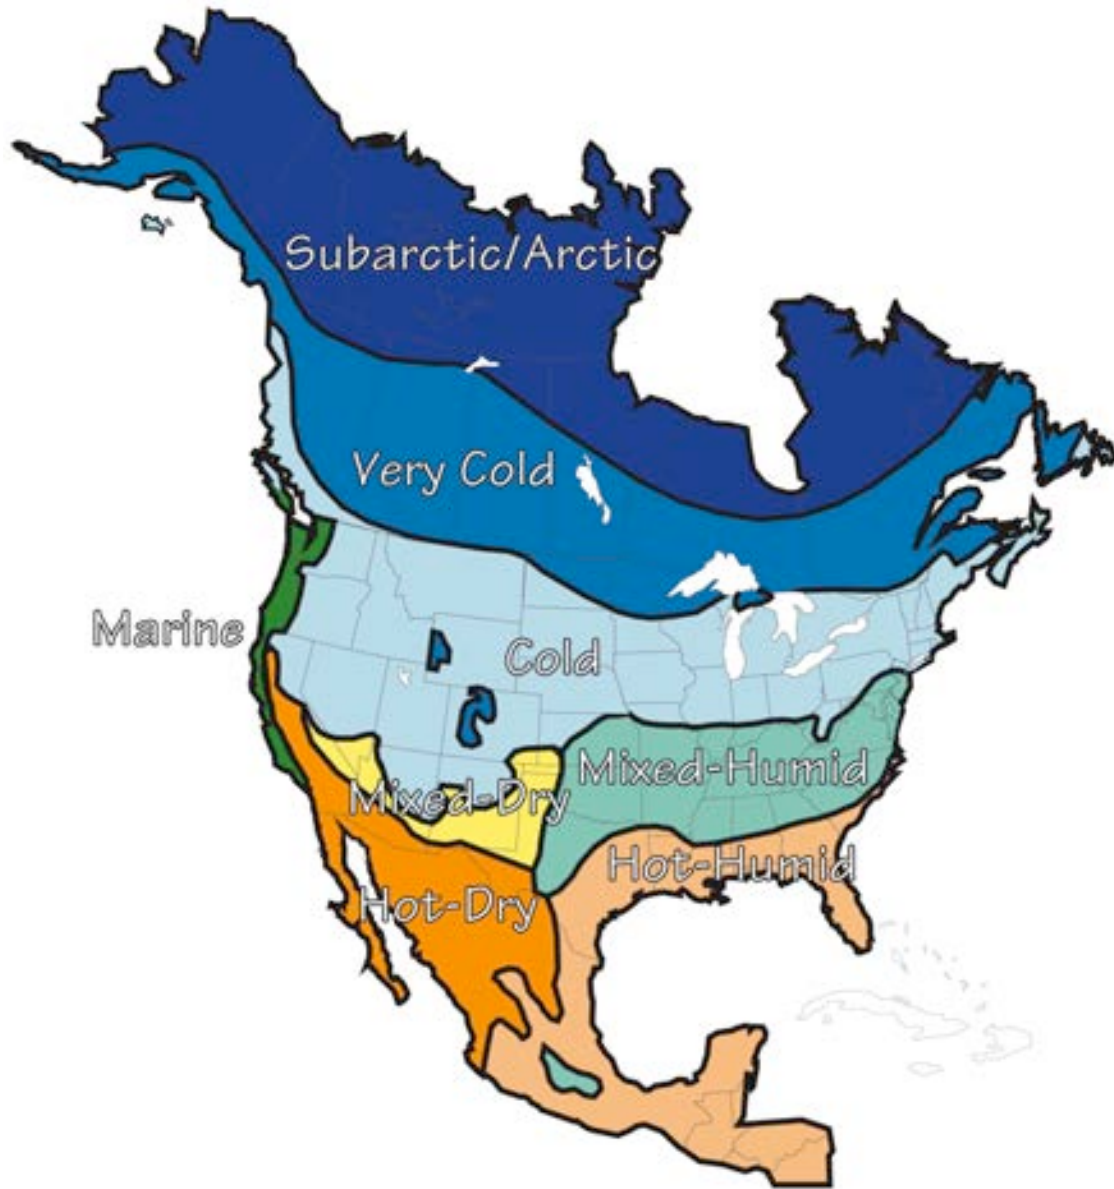 Subarctic/Arctic
Very Cold
Marine
Cold
Mixed-Humid
Mixed-Dry
Hot-Humid
Hot-Dry